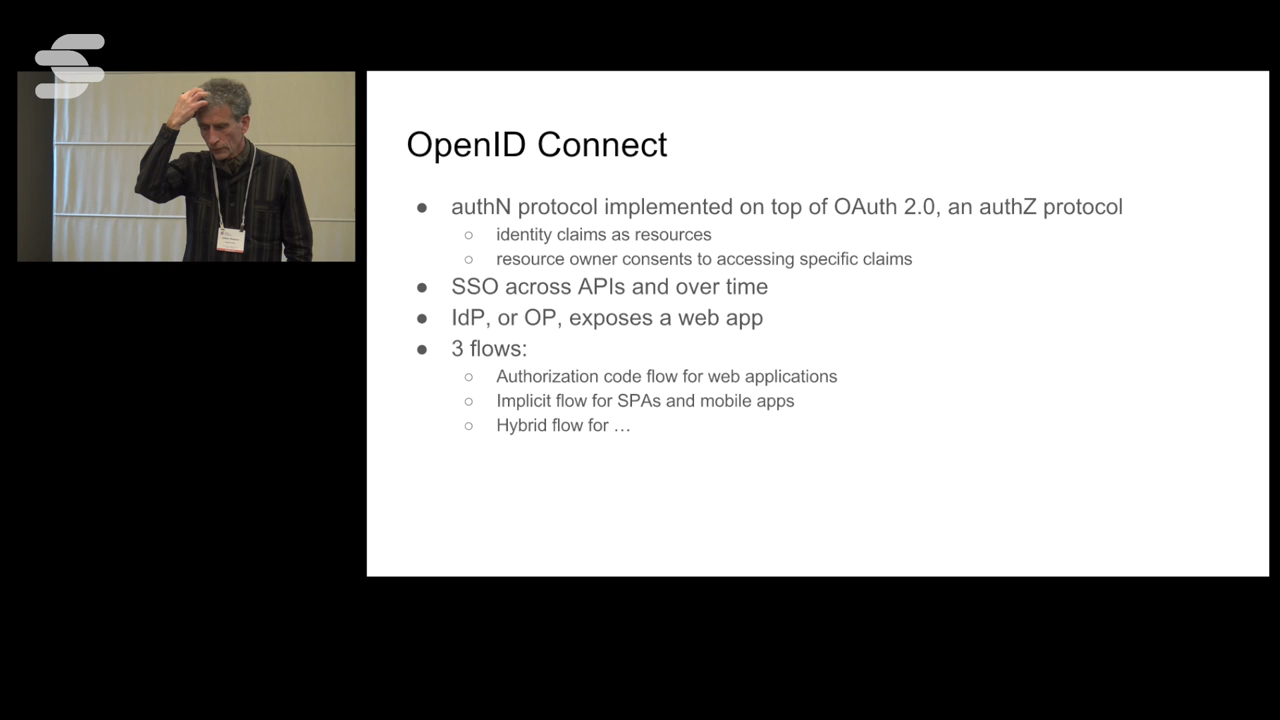 OpenID Connect
● authN protocol implemented on top of OAuth 2.0, an authZ protocol
○ identity claims as resources
○ resource owner consents to accessing specific claims
● SSO across APIs and over time
● IdP, or OP, exposes a web app
● 3 flows:
○ Authorization code flow for web applications
○ Implicit flow for SPAs and mobile apps
○ Hybrid flow for …